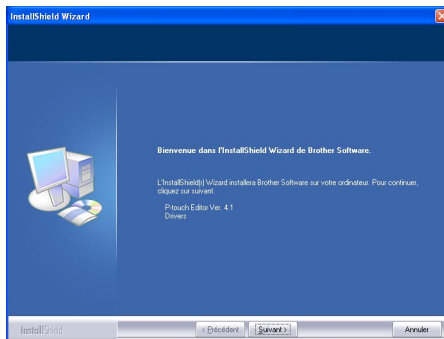 InstallShield Wizard
Bienvenue dans l'InstallShield Wizard de Brother Software.
L'InstallShield(r) Wizard installera Brother Software sur votre ordinateur. Pour continuer,
cliquez sur suivant.
P-touch Editor Ver. 4.1
Drivers
InstallShield
< Précédent
Suivant >
Annuler